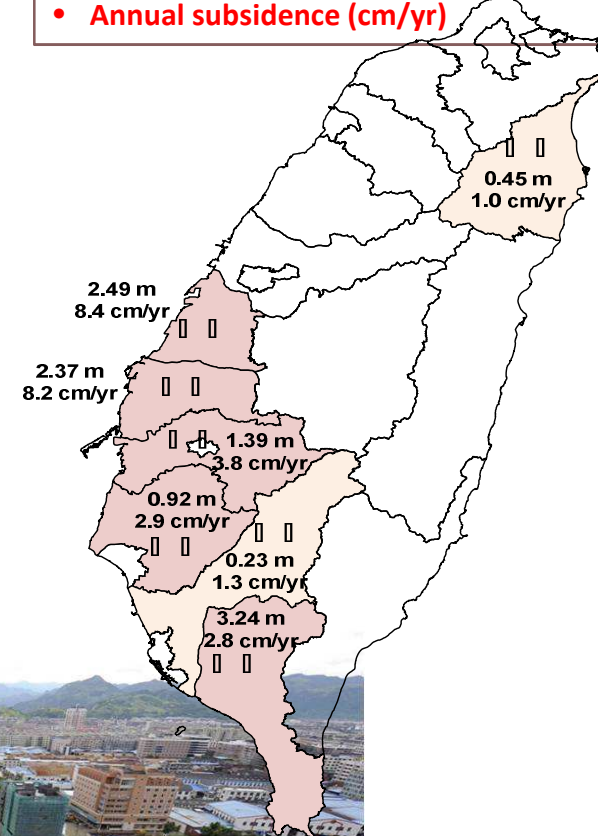 • Annual subsidence (cm/yr)
0.45 m
1.0 cm/yr
2.49 m
8.4 cm/yr
2.37 m
8.2 cm/yr
1.39 m
3.8 cm/yr
0.92 m
2.9 cm/yr
0.23 m
1.3 cm/yr
3.24 m
2.8 cm/yr